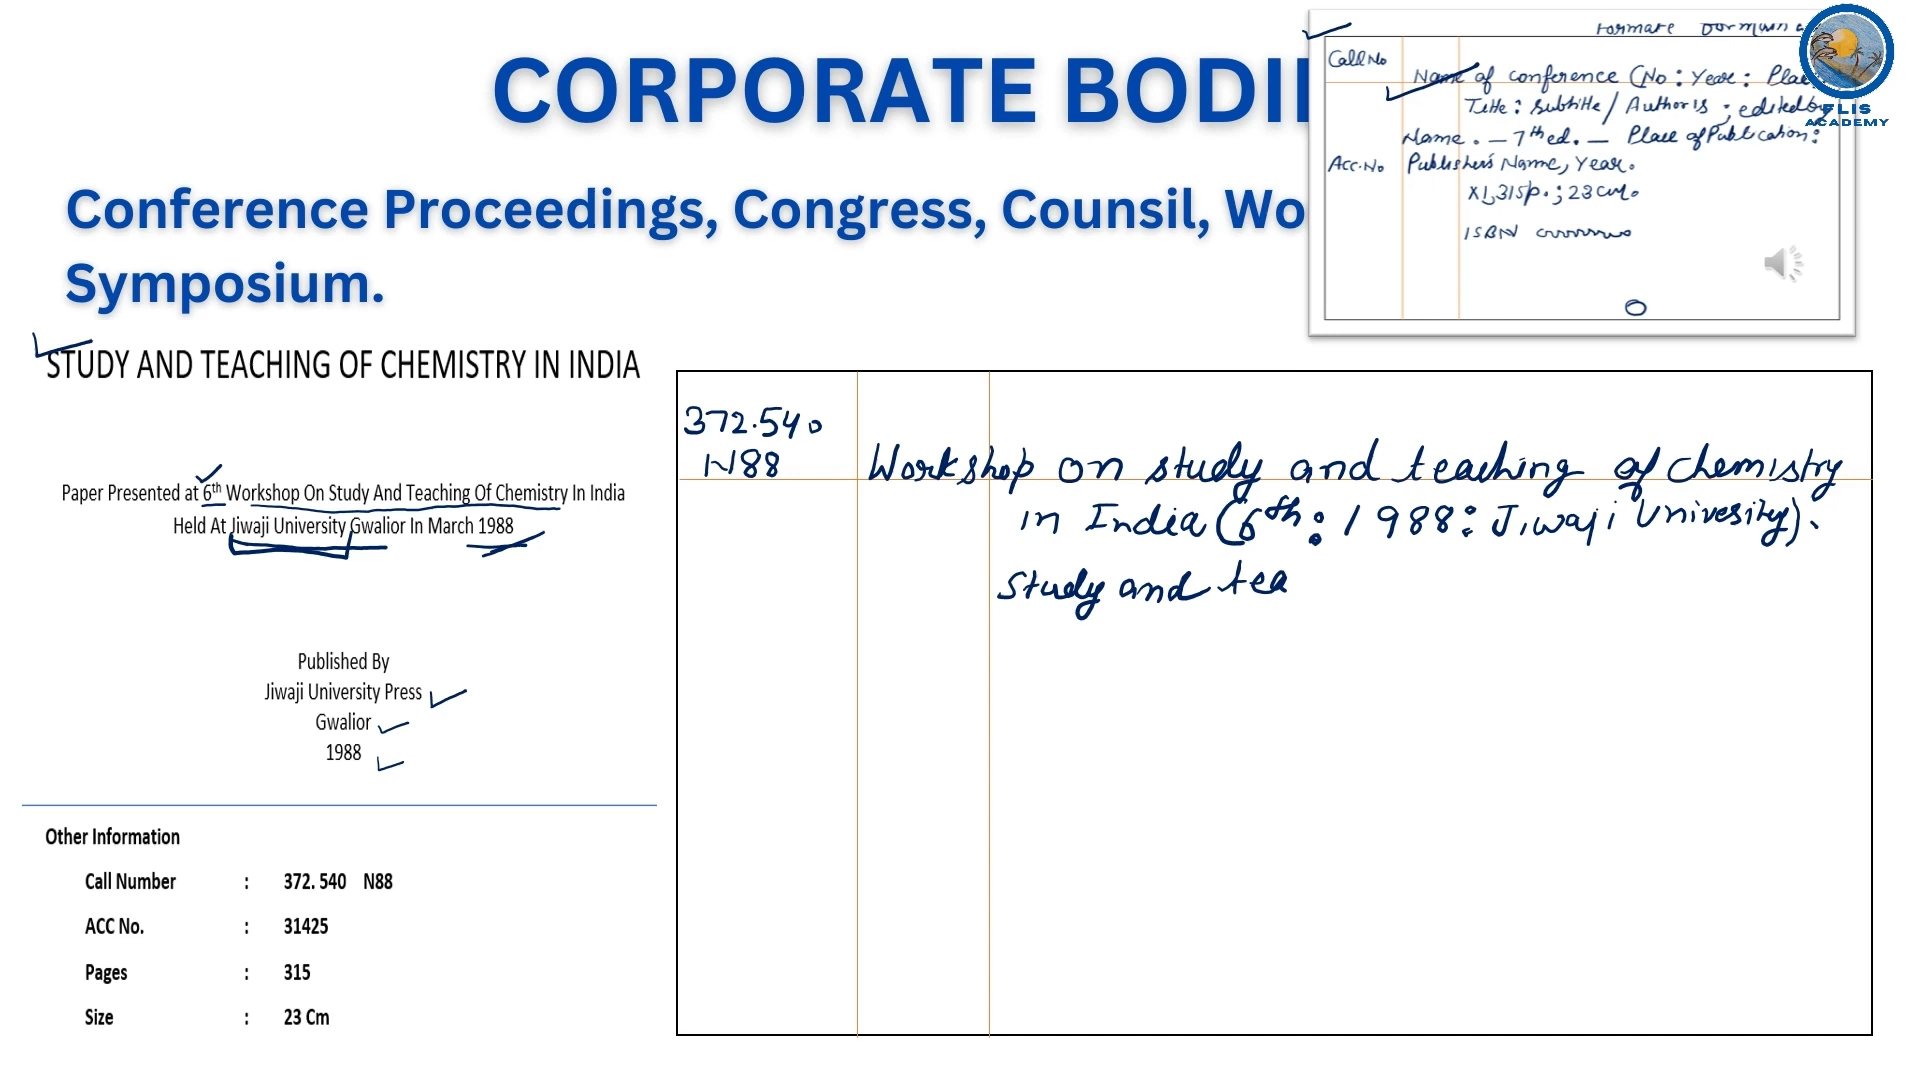 CORPORATE BODI
Conference Proceedings, Congress, Counsil, Wo
Symposium.
Formate
Call No
Name of conference (No : Year : Place
Title : Subtitle / Author is ; edited by
Name. — 7th ed. — Place of Publication :
Acc. No Publisher's Name, Year.
XI, 315p. ; 23 cm.
ISBN
FLIS
ACADEMY
STUDY AND TEACHING OF CHEMISTRY IN INDIA
Paper Presented at 6th Workshop On Study And Teaching Of Chemistry In India
Held At Jiwaji University Gwalior In March 1988
Published By
Jiwaji University Press
Gwalior
1988
Other Information
Call Number : 372. 540 N88
ACC No. : 31425
Pages : 315
Size : 23 Cm
372.540
N88
Workshop on study and teaching of chemistry
in India (6th : 1988 : Jiwaji Univesity).
Study and tea